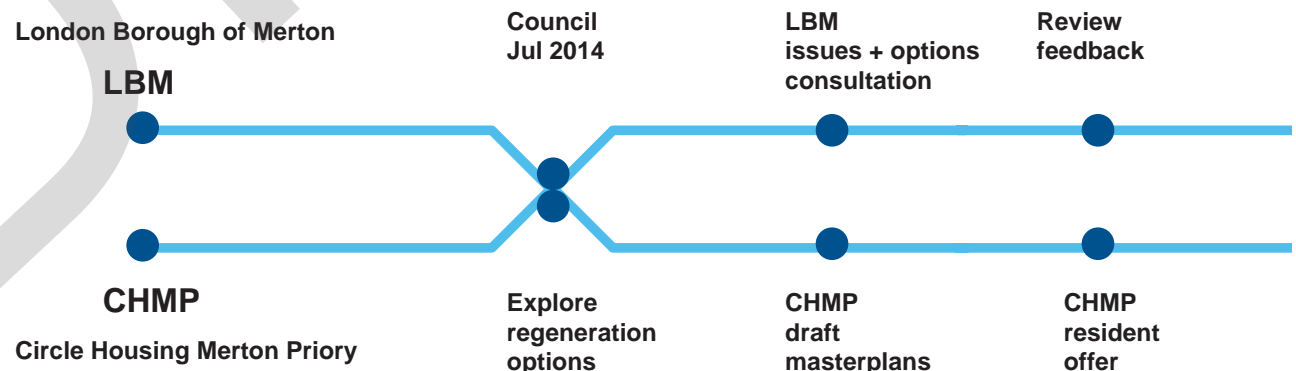 London Borough of Merton
LBM
Council
Jul 2014
LBM
issues + options
consultation
Review
feedback
CHMP
Circle Housing Merton Priory
Explore
regeneration
options
CHMP
draft
masterplans
CHMP
resident
offer